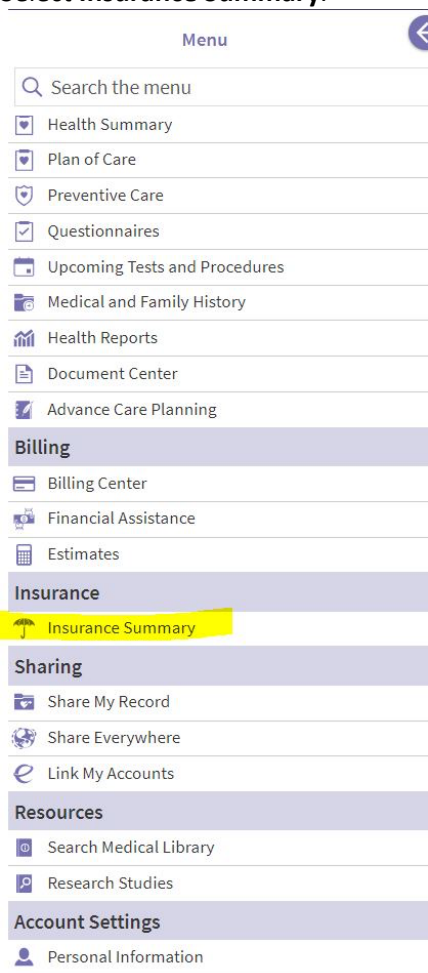 Select Insurance Summary.
Menu
Search the menu
Health Summary
Plan of Care
Preventive Care
Questionnaires
Upcoming Tests and Procedures
Medical and Family History
Health Reports
Document Center
Advance Care Planning
Billing
Billing Center
Financial Assistance
Estimates
Insurance
Insurance Summary
Sharing
Share My Record
Share Everywhere
Link My Accounts
Resources
Search Medical Library
Research Studies
Account Settings
Personal Information